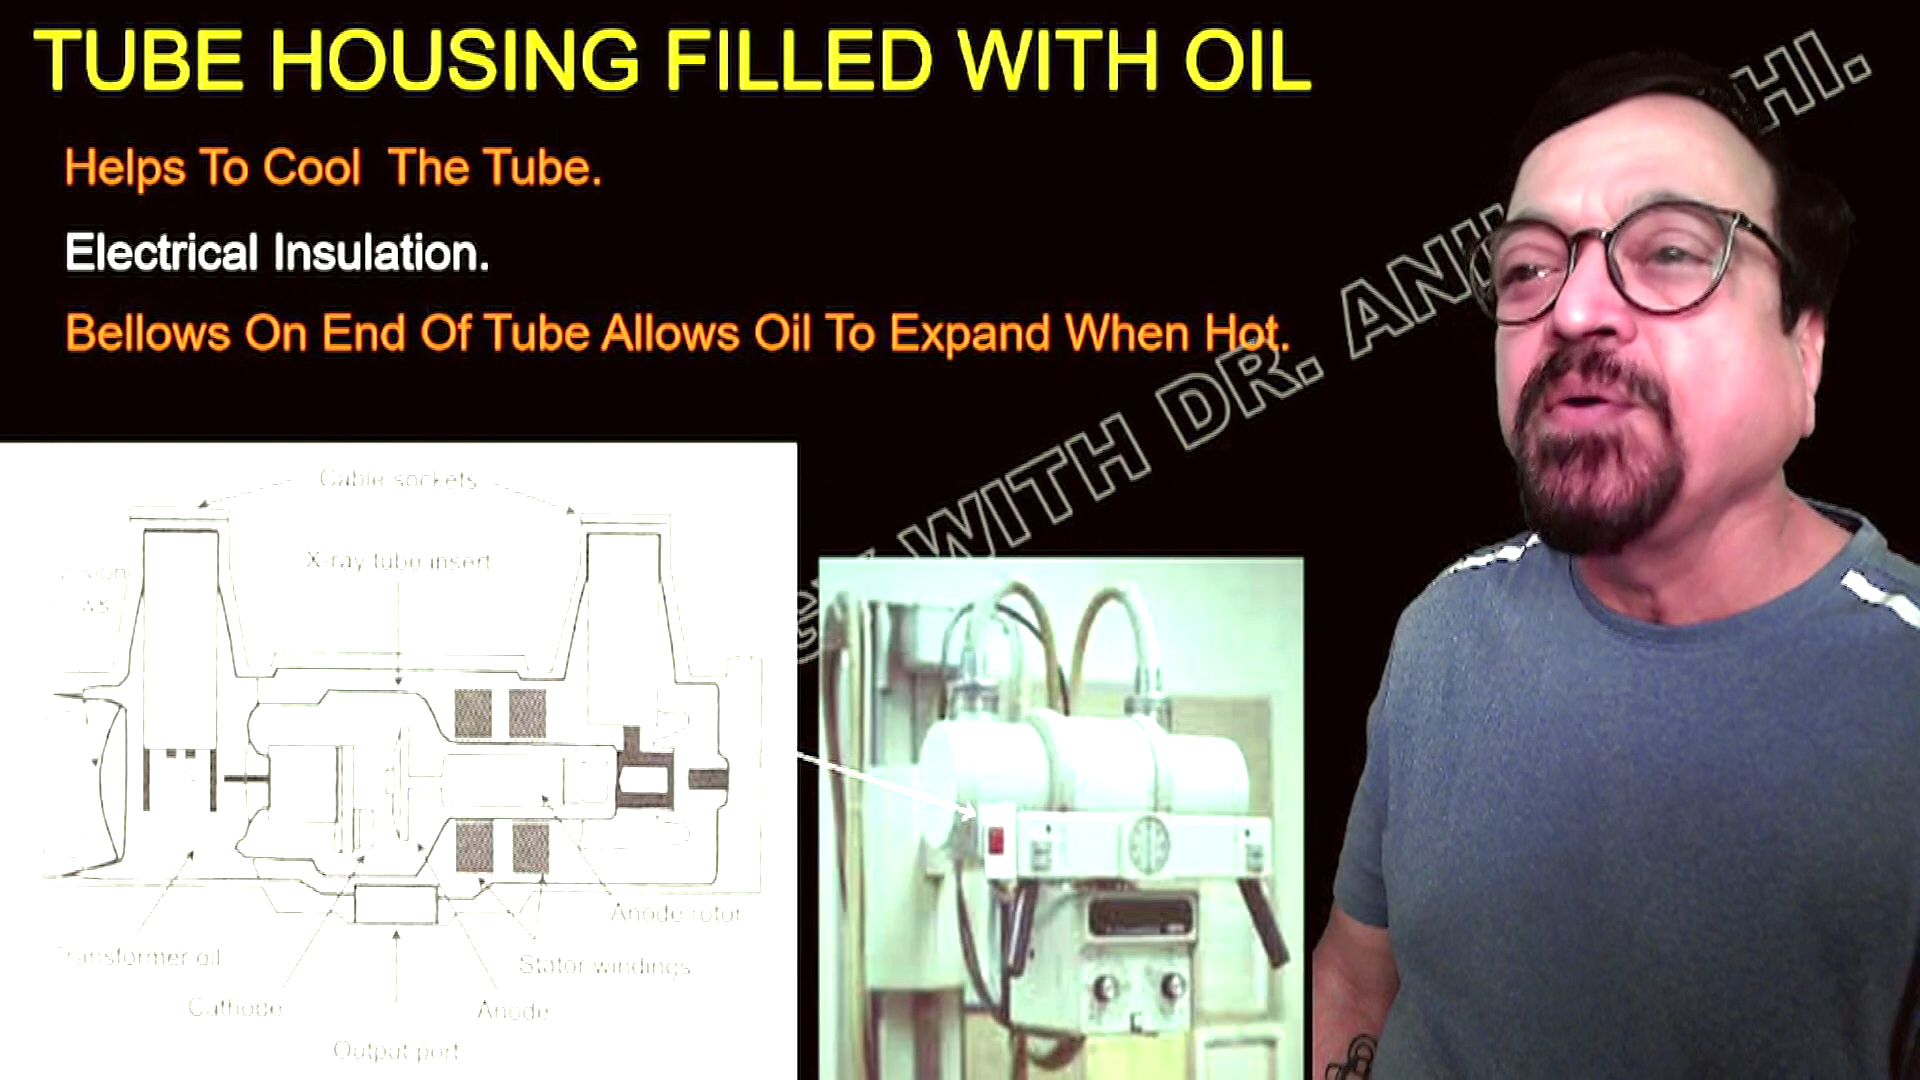 TUBE HOUSING FILLED WITH OIL
Helps To Cool The Tube.
Electrical Insulation.
Bellows On End Of Tube Allows Oil To Expand When Hot.
WITH DR.
Cable sockets
X-ray tube insert
Anode rotor
Transformer oil
Stator windings
Cathode
Anode
Output port